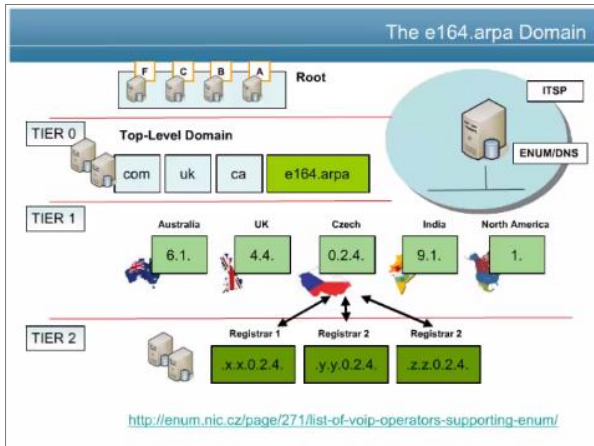 The e164.arpa Domain
F C B A
Root
ITSP
ENUM/DNS
TIER 0
Top-Level Domain
com uk ca e164.arpa
TIER 1
Australia UK Czech India North America
6.1. 4.4. 0.2.4. 9.1. 1.
TIER 2
Registrar 1 Registrar 2 Registrar 2
.x.x.0.2.4. .y.y.0.2.4. .z.z.0.2.4.
http://enum.nic.cz/page/271/list-of-voip-operators-supporting-enum/